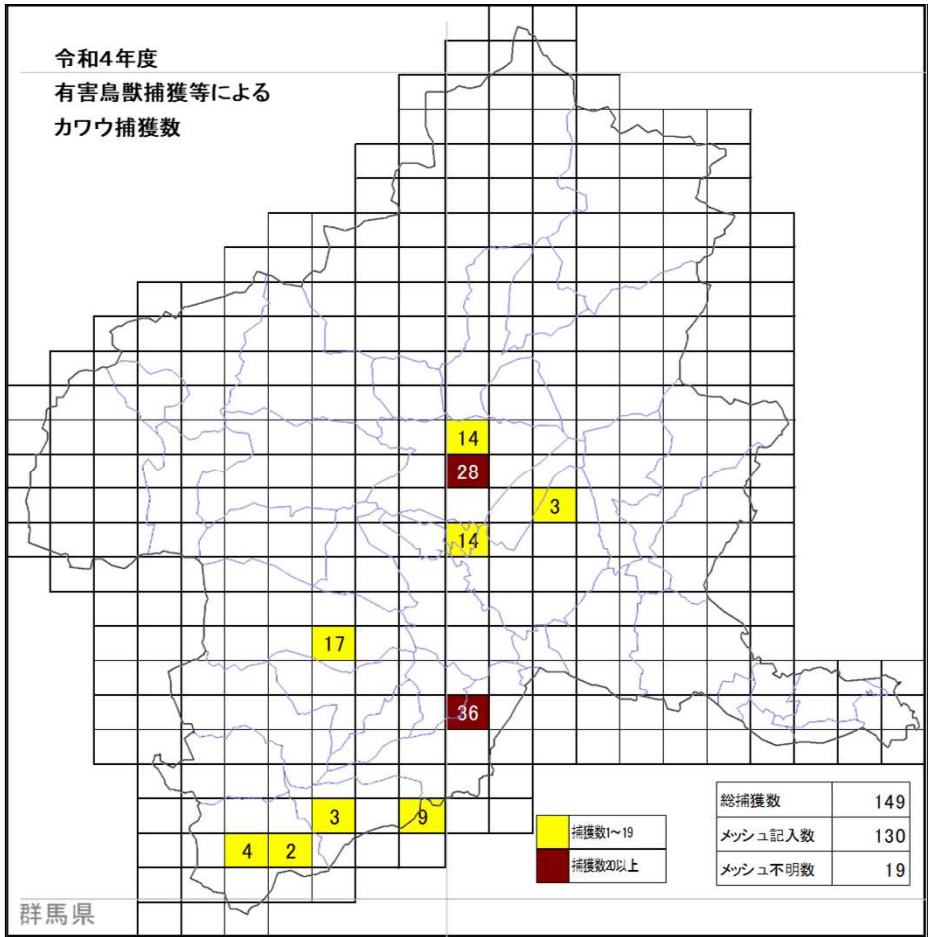 令和4年度
有害鳥獣捕獲等による
カワウ捕獲数
14
28
3
14
17
36
3
9
4 2
捕獲数1～19
捕獲数20以上
総捕獲数 149
メッシュ記入数 130
メッシュ不明数 19
群馬県